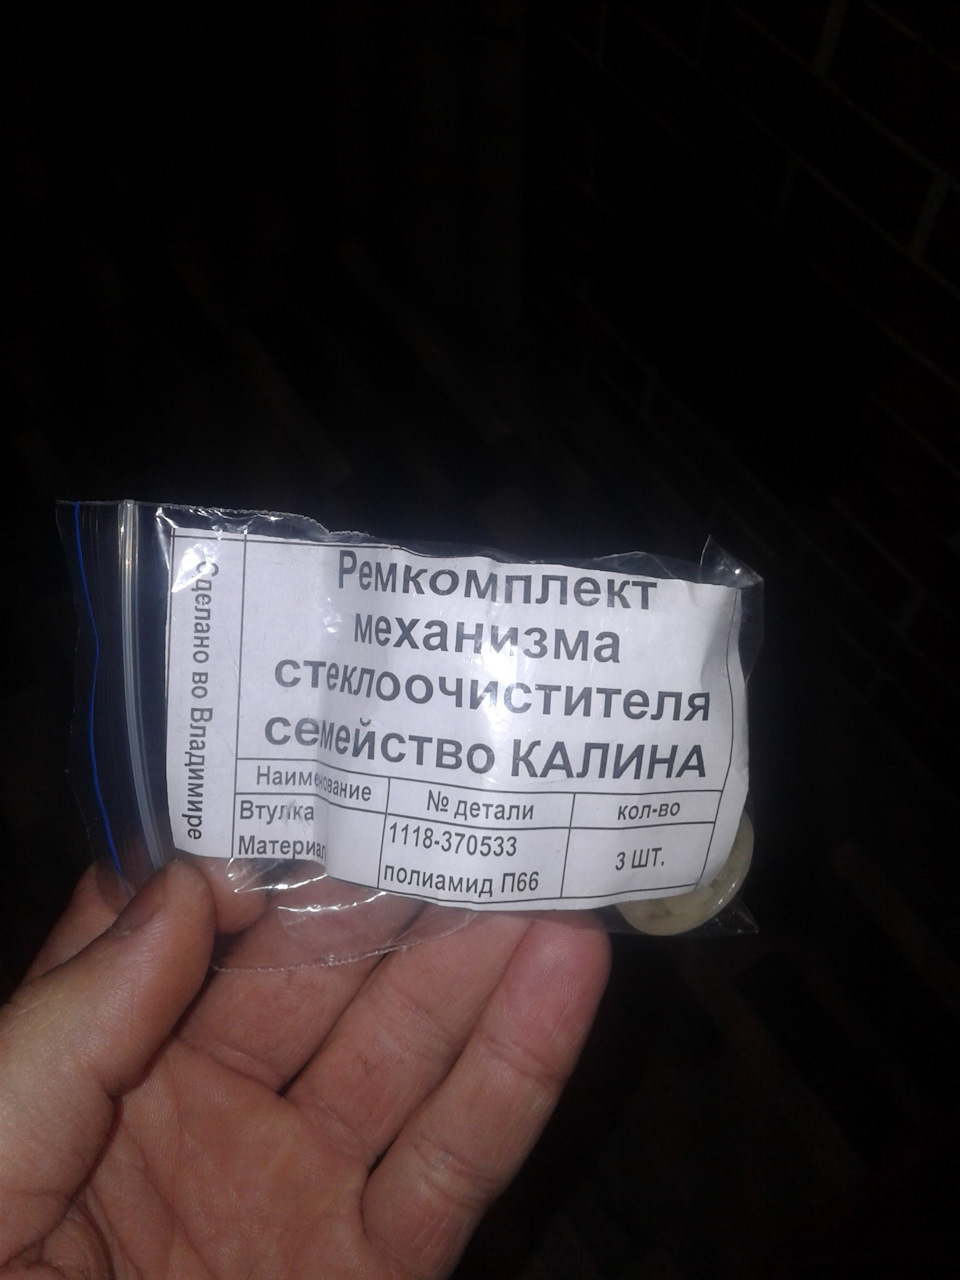 Сделано во Владимире
Ремкомплект
механизма
стеклоочистителя
семейство КАЛИНА
Наименование
№ детали
кол-во
Втулка
1118-370533
3 шт.
Материал
полиамид П66